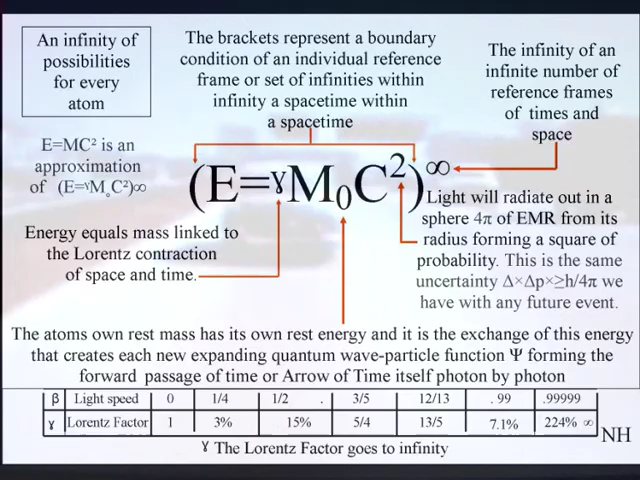 An infinity of
possibilities
for every
atom
The brackets represent a boundary
condition of an individual reference
frame or set of infinities within
infinity a spacetime within
a spacetime
The infinity of an
infinite number of
reference frames
of times and
space
E=MC² is an
approximation
of (E=ˠM˳C²)∞
(E=ˠM₀C²)∞
Energy equals mass linked to
the Lorentz contraction
of space and time.
Light will radiate out in a
sphere 4π of EMR from its
radius forming a square of
probability. This is the same
uncertainty Δ×Δp×≥h/4π we
have with any future event.
The atoms own rest mass has its own rest energy and it is the exchange of this energy
that creates each new expanding quantum wave-particle function Ψ forming the
forward passage of time or Arrow of Time itself photon by photon
β Light speed 0 1/4 1/2 . 3/5 12/13 . 99 .99999
ɣ Lorentz Factor 1 3% 15% 5/4 13/5 7.1% 224% ∞
NH
ɣ The Lorentz Factor goes to infinity